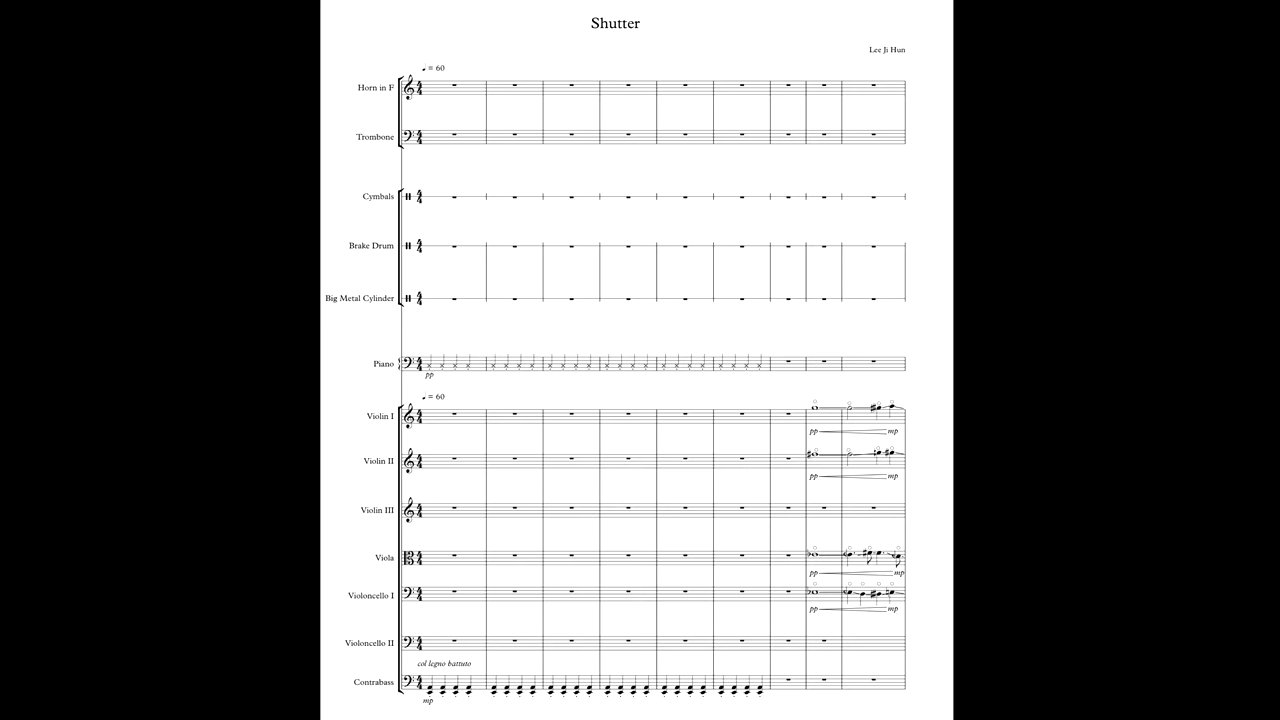 Shutter
Lee Ji Hun
♩ = 60
Horn in F
Trombone
Cymbals
Brake Drum
Big Metal Cylinder
Piano
pp
♩ = 60
Violin I
pp mp
Violin II
pp mp
Violin III
Viola
pp mp
Violoncello I
pp mp
Violoncello II
col legno battuto
Contrabass
mp